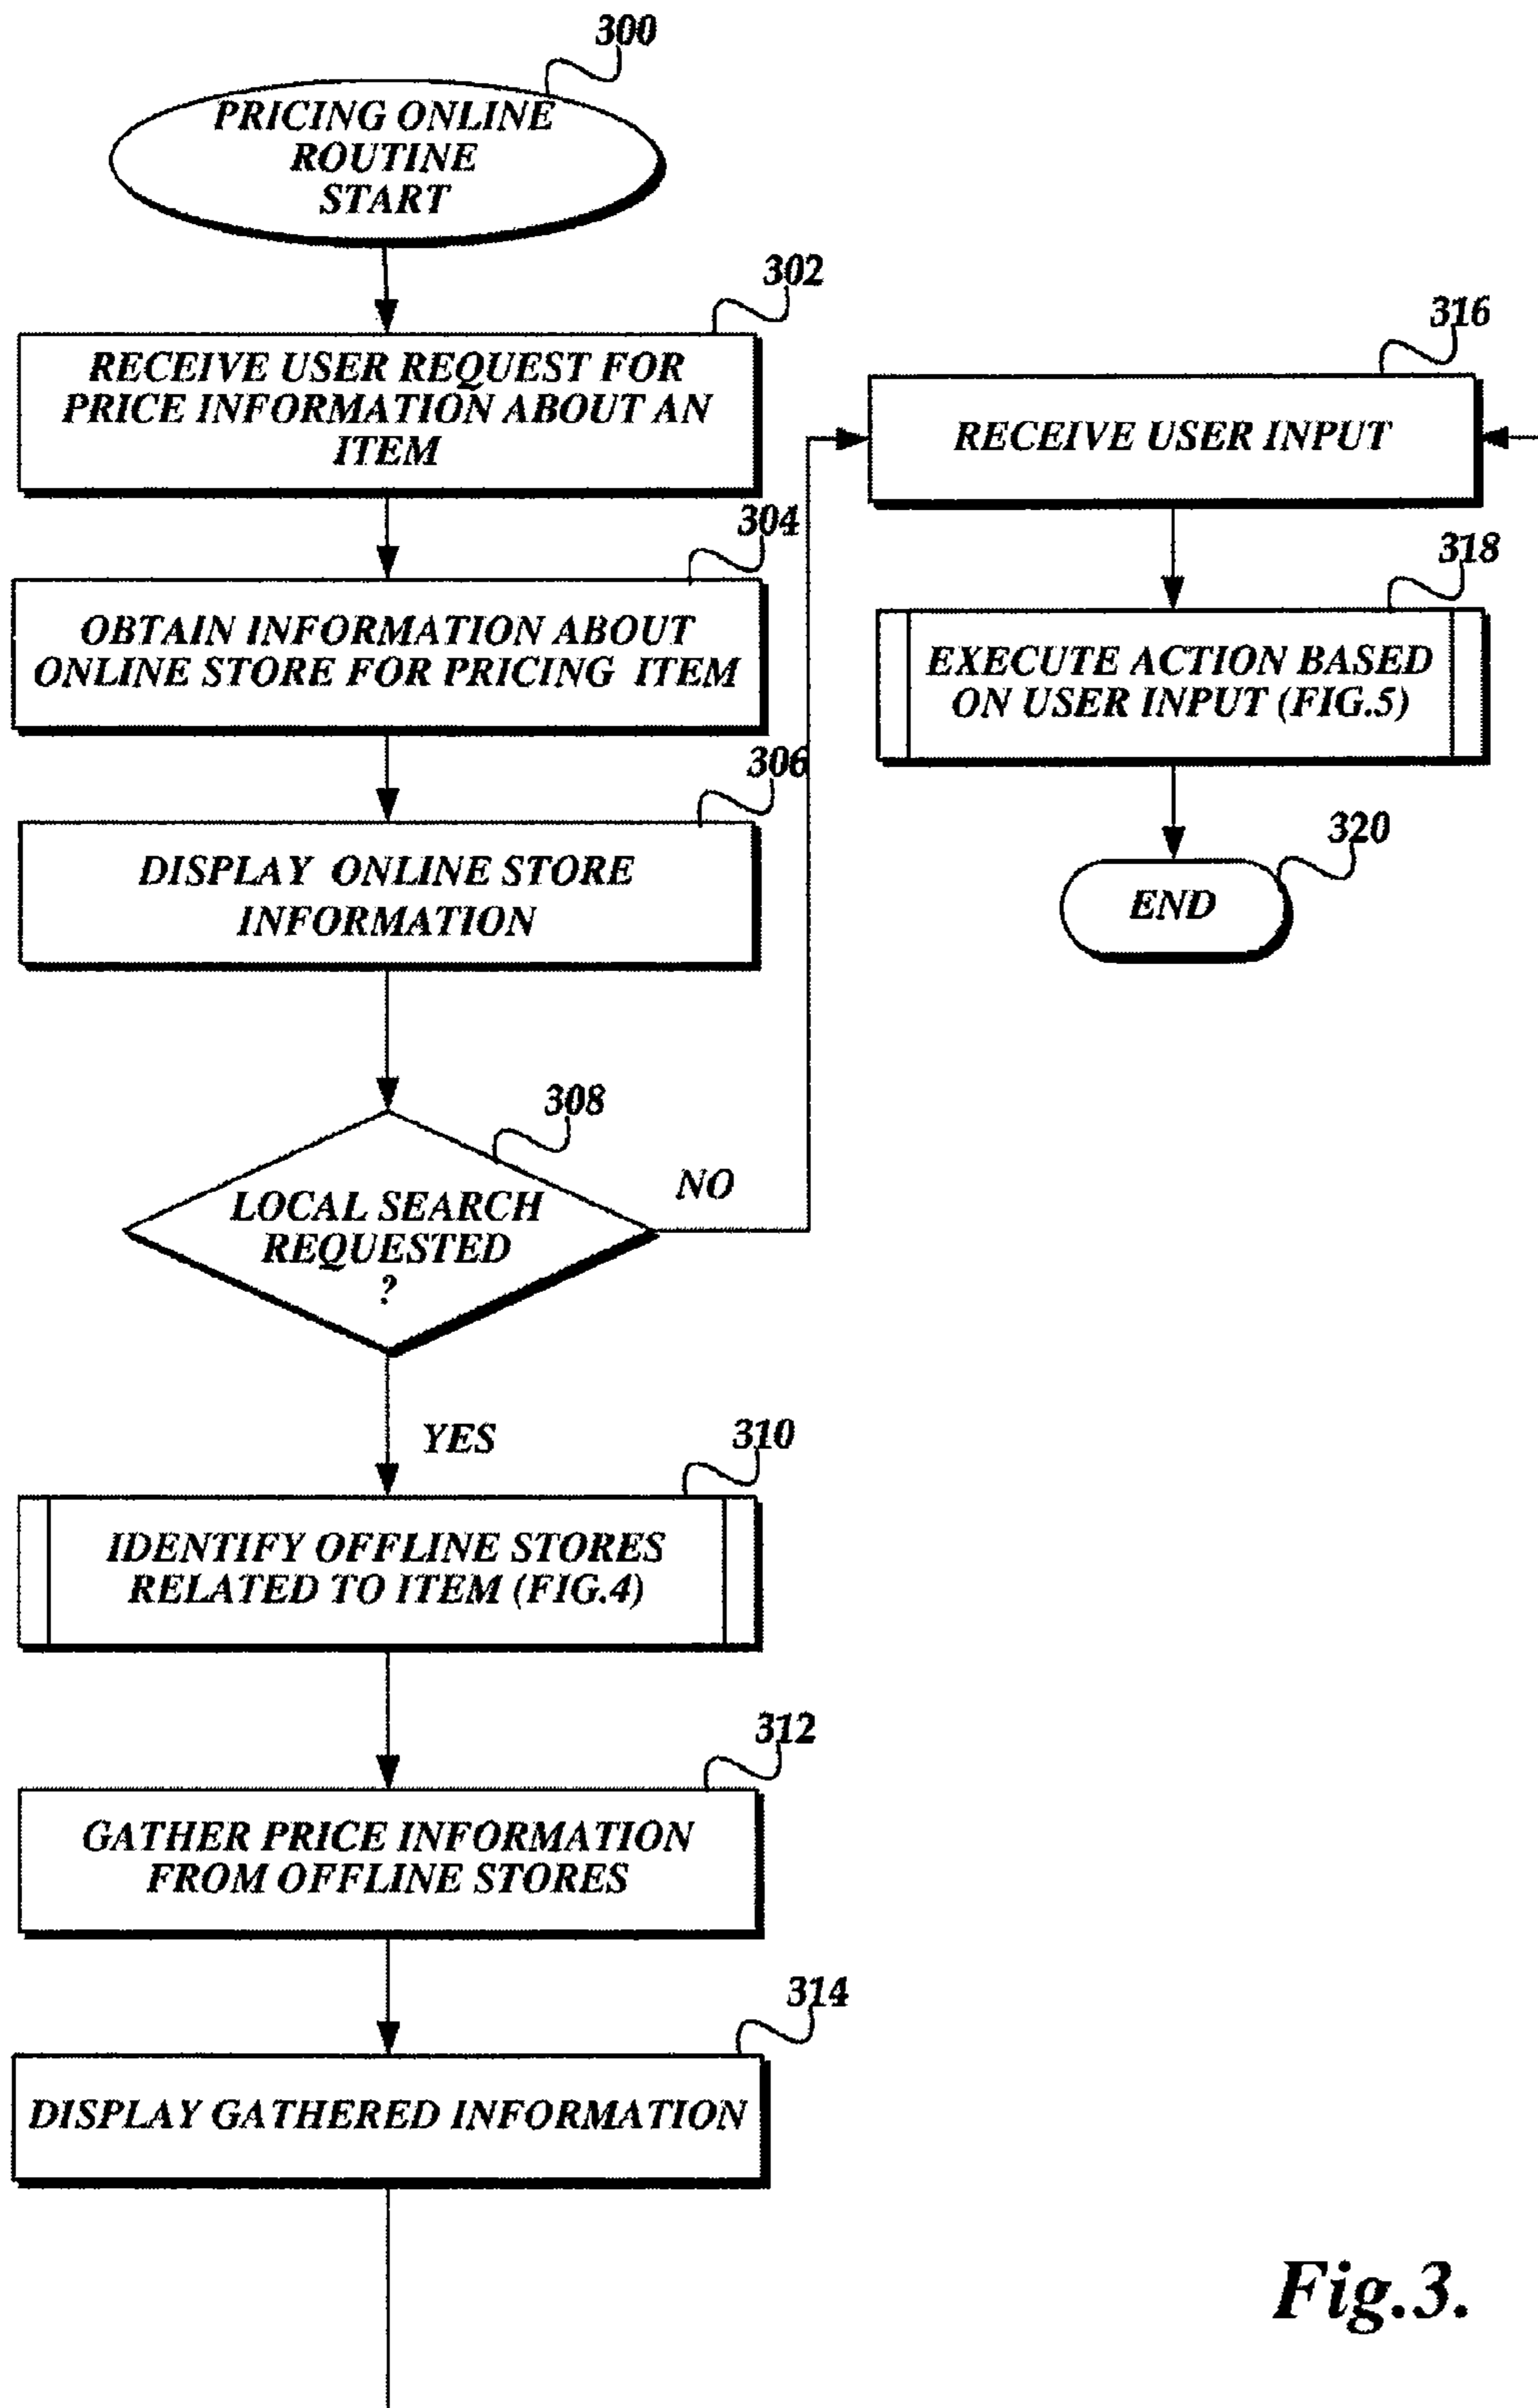 300
PRICING ONLINE
ROUTINE
START
302
RECEIVE USER REQUEST FOR
PRICE INFORMATION ABOUT AN
ITEM
304
OBTAIN INFORMATION ABOUT
ONLINE STORE FOR PRICING ITEM
306
DISPLAY ONLINE STORE
INFORMATION
308
LOCAL SEARCH
REQUESTED
?
NO
YES
310
IDENTIFY OFFLINE STORES
RELATED TO ITEM (FIG.4)
312
GATHER PRICE INFORMATION
FROM OFFLINE STORES
314
DISPLAY GATHERED INFORMATION
316
RECEIVE USER INPUT
318
EXECUTE ACTION BASED
ON USER INPUT (FIG.5)
320
END
Fig.3.